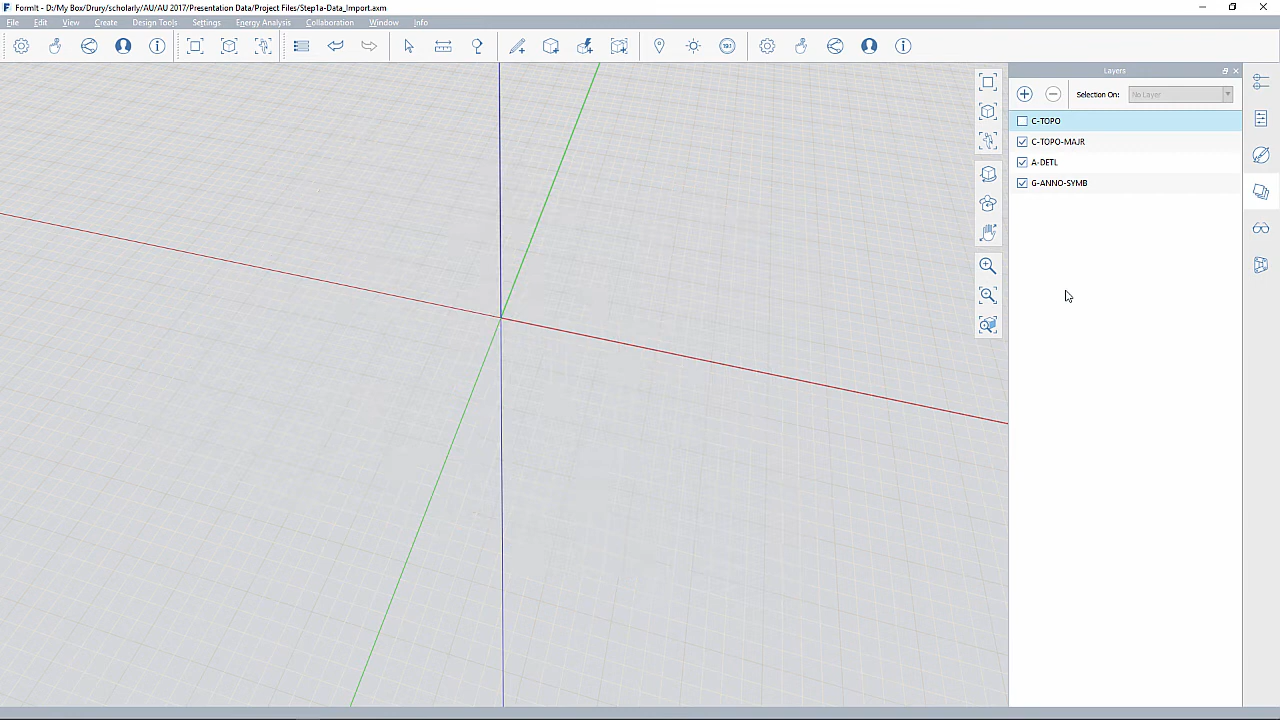 FormIt - D:/My Box/Drury/scholarly/AU/AU 2017/Presentation Data/Project Files/Step1a-Data_Import.axm
File Edit View Create Design Tools Settings Energy Analysis Collaboration Window Info
Layers
Selection On: No Layer
C-TOPO
C-TOPO-MAJR
A-DETL
G-ANNO-SYMB